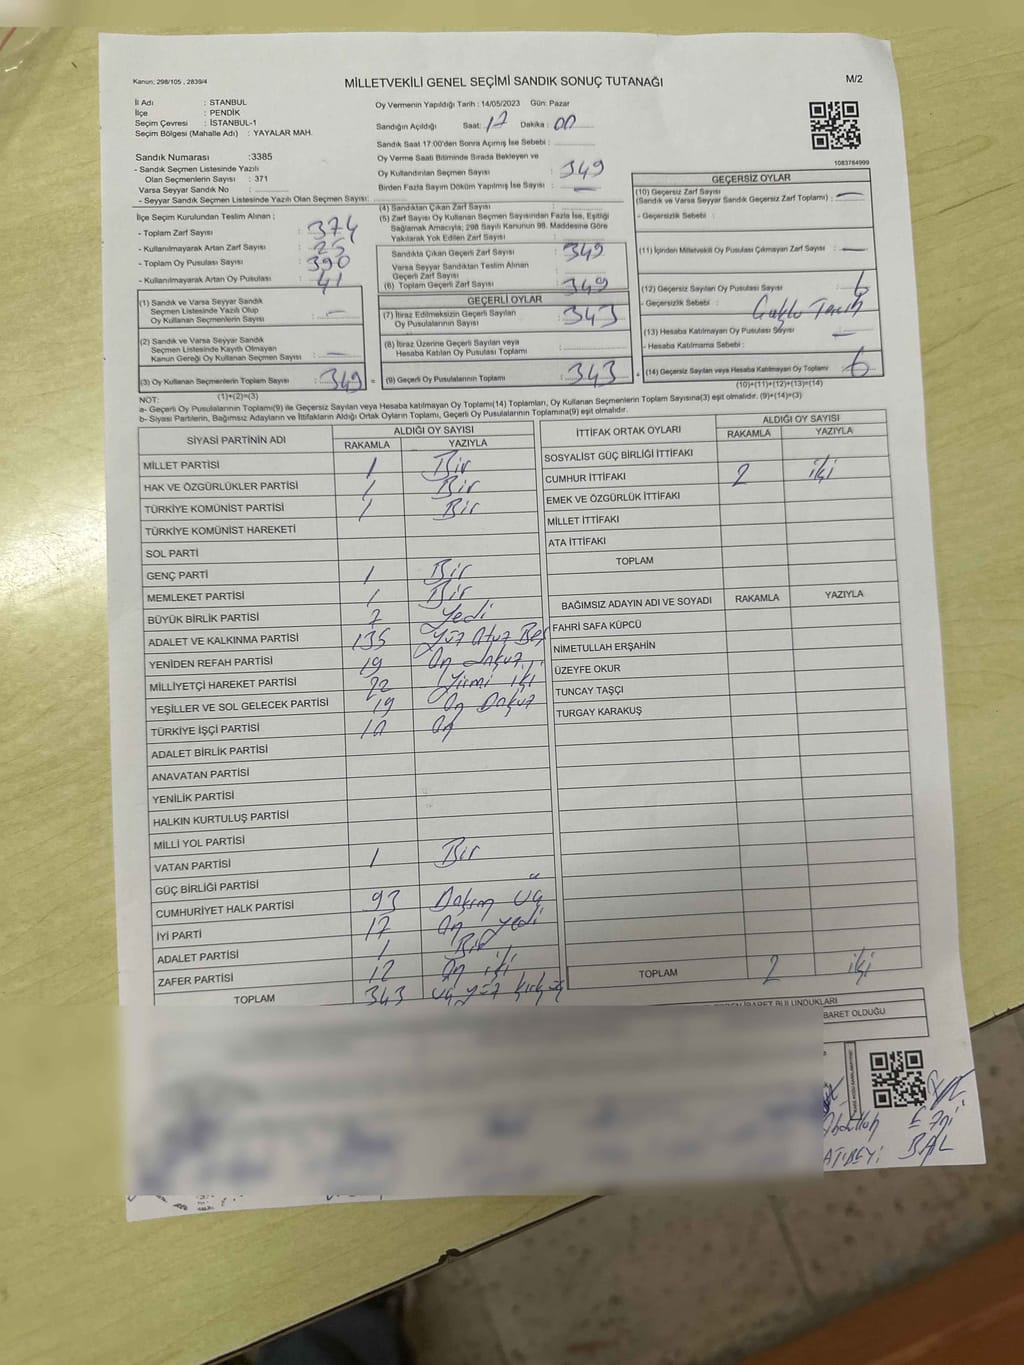 Kanun; 298/105 , 2839/4
MİLLETVEKİLİ GENEL SEÇİMİ SANDIK SONUÇ TUTANAĞI
M/2
İl Adı : İSTANBUL
İlçe : PENDİK
Seçim Çevresi : İSTANBUL-1
Seçim Bölgesi (Mahalle Adı) : YAYALAR MAH.
Oy Vermenin Yapıldığı Tarih : 14/05/2023 Gün: Pazar
Sandığın Açıldığı Saat: 17 Dakika : 00
Sandık Saat 17:00'den Sonra Açılmış İse Sebebi :
Oy Verme Saati Bitiminde Sırada Bekleyen ve
Oy Kullandırılan Seçmen Sayısı : 349
Birden Fazla Sayım Döküm Yapılmış İse Sayısı : —
1083784999
Sandık Numarası :3385
- Sandık Seçmen Listesinde Yazılı
Olan Seçmenlerin Sayısı : 371
Varsa Seyyar Sandık No :
- Seyyar Sandık Seçmen Listesinde Yazılı Olan Seçmen Sayısı:
İlçe Seçim Kurulundan Teslim Alınan ;
- Toplam Zarf Sayısı : 374
- Kullanılmayarak Artan Zarf Sayısı : 25
- Toplam Oy Pusulası : 390
- Kullanılmayarak Artan Oy Pusulası : 41
(1) Sandık ve Varsa Seyyar Sandık
Seçmen Listesinde Yazılı Olup
Oy Kullanan Seçmenlerin Sayısı : —
(2) Sandık ve Varsa Seyyar Sandık
Seçmen Listesinde Kayıtlı Olmayan
Kanun Gereği Oy Kullanan Seçmen Sayısı : —
(3) Oy Kullanan Seçmenlerin Toplam Sayısı : 349 =
(1)+(2)=(3)
(4) Sandıktan Çıkan Zarf Sayısı :
(5) Zarf Sayısı Oy Kullanan Seçmen Sayısından Fazla İse, Eşitliği
Sağlamak Amacıyla; 298 Sayılı Kanunun 98. Maddesine Göre
Yakılarak Yok Edilen Zarf Sayısı :
Sandıkta Çıkan Geçerli Zarf Sayısı : 349
Varsa Seyyar Sandıktan Teslim Alınan
Geçerli Zarf Sayısı :
(6) Toplam Geçerli Zarf Sayısı : 349
GEÇERLİ OYLAR
(7) İtiraz Edilmeksizin Geçerli Sayılan
Oy Pusulalarının Sayısı : 343
(8) İtiraz Üzerine Geçerli Sayılan veya
Hesaba Katılan Oy Pusulası Toplamı :
(9) Geçerli Oy Pusulalarının Toplamı : 343 +
GEÇERSİZ OYLAR
(10) Geçersiz Zarf Sayısı
(Sandık ve Varsa Seyyar Sandık Geçersiz Zarf Toplamı) : —
- Geçersizlik Sebebi :
(11) İçinden Milletvekili Oy Pusulası Çıkmayan Zarf Sayısı : —
(12) Geçersiz Sayılan Oy Pusulası Sayısı : 6
- Geçersizlik Sebebi :
(13) Hesaba Katılmayan Oy Pusulası Sayısı : —
- Hesaba Katılmama Sebebi :
(14) Geçersiz Sayılan veya Hesaba Katılmayan Oy Toplamı : 6
(10)+(11)+(12)+(13)=(14)
NOT:
a- Geçerli Oy Pusulaları Toplamı(9) ile Geçersiz Sayılan veya Hesaba katılmayan Oy Toplamı(14) Toplamları, Oy Kullanan Seçmenlerin Toplam Sayısına(3) eşit olmalıdır. (9)+(14)=(3)
b- Siyasi Partilerin, Bağımsız Adayların ve İttifakların Aldığı Ortak Oyların Toplamı, Geçerli Oy Pusulalarının Toplamına(9) eşit olmalıdır.
SİYASİ PARTİNİN ADI ALDIĞI OY SAYISI
RAKAMLA YAZIYLA
MİLLET PARTİSİ 1 Bir
HAK VE ÖZGÜRLÜKLER PARTİSİ 1 Bir
TÜRKİYE KOMÜNİST PARTİSİ 1 Bir
TÜRKİYE KOMÜNİST HAREKETİ
SOL PARTİ
GENÇ PARTİ 1 Bir
MEMLEKET PARTİSİ 1 Bir
BÜYÜK BİRLİK PARTİSİ 7 Yedi
ADALET VE KALKINMA PARTİSİ 135 Yüz Otuz Beş
YENİDEN REFAH PARTİSİ 19 On dokuz
MİLLİYETÇİ HAREKET PARTİSİ 22 Yirmi iki
YEŞİLLER VE SOL GELECEK PARTİSİ 19 On Dokuz
TÜRKİYE İŞÇİ PARTİSİ 10 On
ADALET BİRLİK PARTİSİ
ANAVATAN PARTİSİ
YENİLİK PARTİSİ
HALKIN KURTULUŞ PARTİSİ
MİLLİ YOL PARTİSİ
VATAN PARTİSİ 1 Bir
GÜÇ BİRLİĞİ PARTİSİ
CUMHURİYET HALK PARTİSİ 93 Doksan üç
İYİ PARTİ 17 On yedi
ADALET PARTİSİ 1 Bir
ZAFER PARTİSİ 12 On iki
TOPLAM 343 üç yüz kırk üç
İTTİFAK ORTAK OYLARI ALDIĞI OY SAYISI
RAKAMLA YAZIYLA
SOSYALİST GÜÇ BİRLİĞİ İTTİFAKI
CUMHUR İTTİFAKI 2 iki
EMEK VE ÖZGÜRLÜK İTTİFAKI
MİLLET İTTİFAKI
ATA İTTİFAKI
TOPLAM
BAĞIMSIZ ADAYIN ADI VE SOYADI RAKAMLA YAZIYLA
FAHRİ SAFA KÜPCÜ
NİMETULLAH ERŞAHİN
ÜZEYFE OKUR
TUNCAY TAŞÇI
TURGAY KARAKUŞ
TOPLAM 2 iki
İBARET BULUNDUKLARI
BARET OLDUĞU
BAL